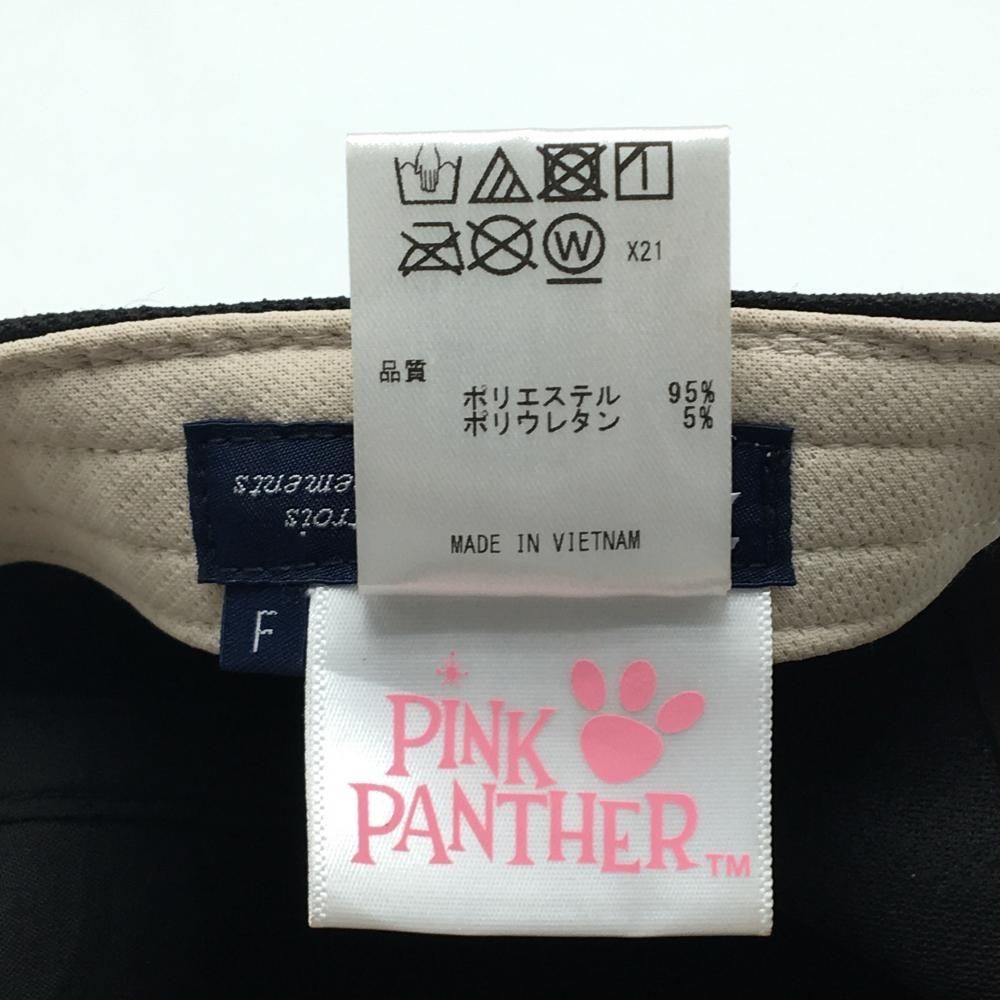 W X21
品質
ポリエステル 95%
ポリウレタン 5%
MADE IN VIETNAM
trois
F
PINK
PANTHER™